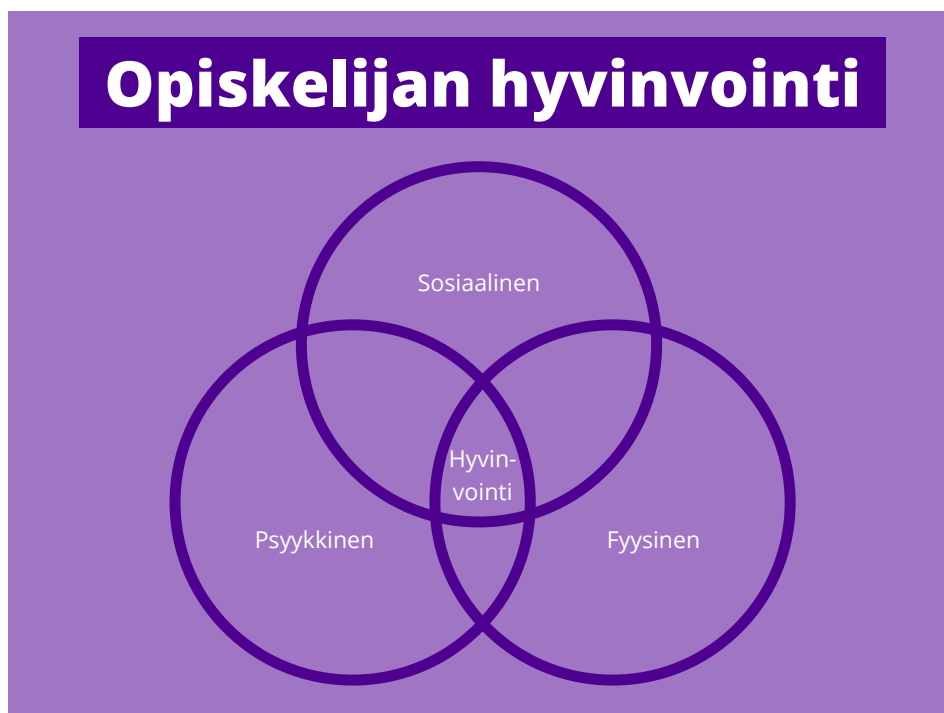 Opiskelijan hyvinvointi
Sosiaalinen
Hyvin-
vointi
Psyykkinen
Fyysinen